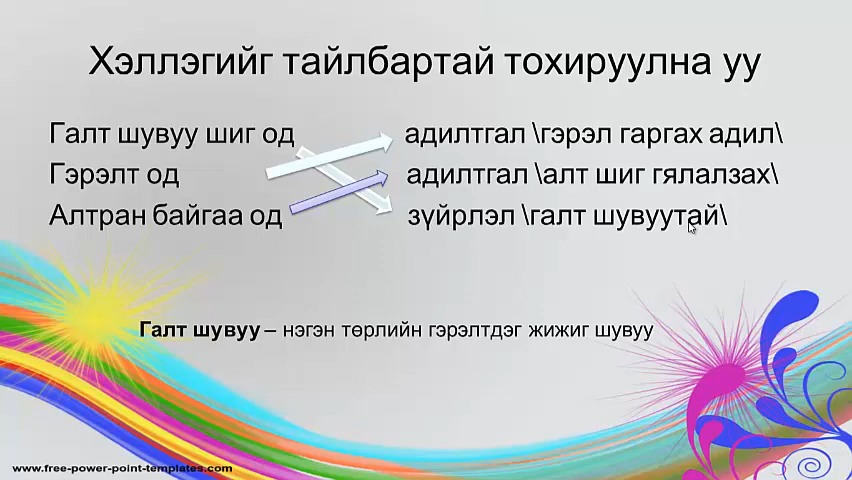 Хэллэгийг тайлбартай тохируулна уу
Галт шувуу шиг од адилтгал \гэрэл гаргах адил\
Гэрэлт од адилтгал \алт шиг гялалзах\
Алтран байгаа од зүйрлэл \галт шувуутай\
Галт шувуу – нэгэн төрлийн гэрэлтдэг жижиг шувуу
www.free-power-point-templates.com